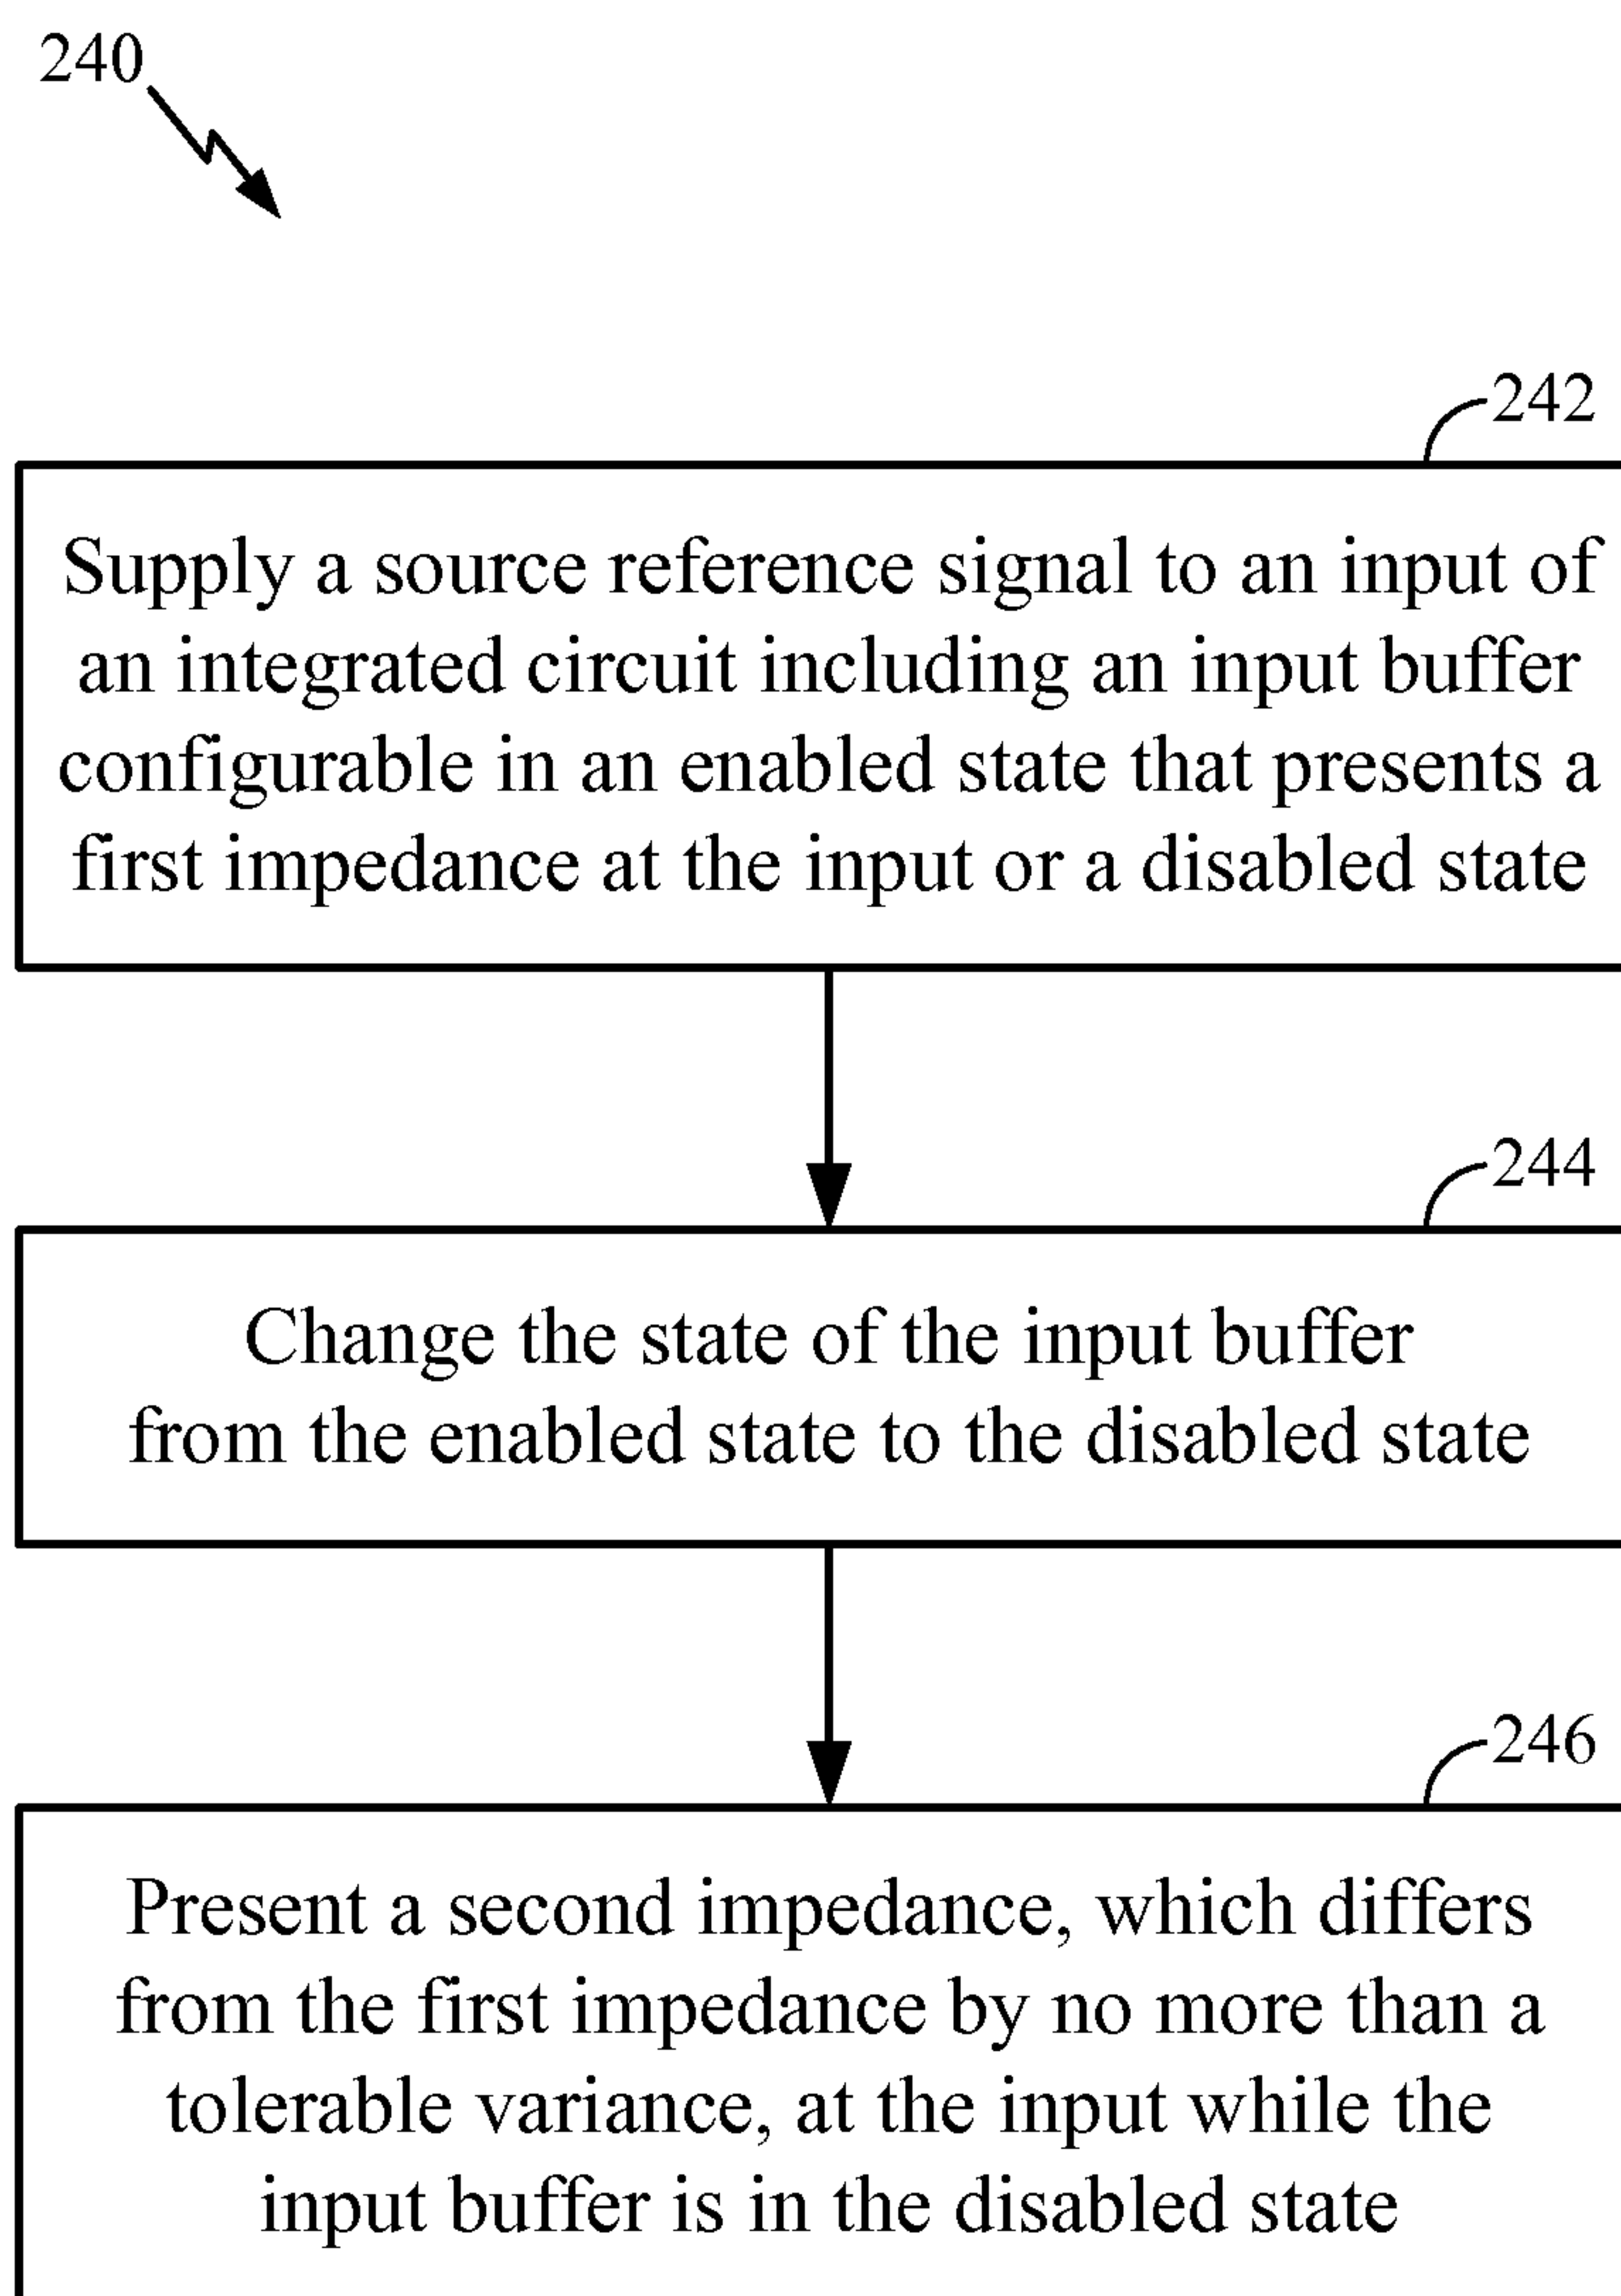 240
242
Supply a source reference signal to an input of
an integrated circuit including an input buffer
configurable in an enabled state that presents a
first impedance at the input or a disabled state
244
Change the state of the input buffer
from the enabled state to the disabled state
246
Present a second impedance, which differs
from the first impedance by no more than a
tolerable variance, at the input while the
input buffer is in the disabled state